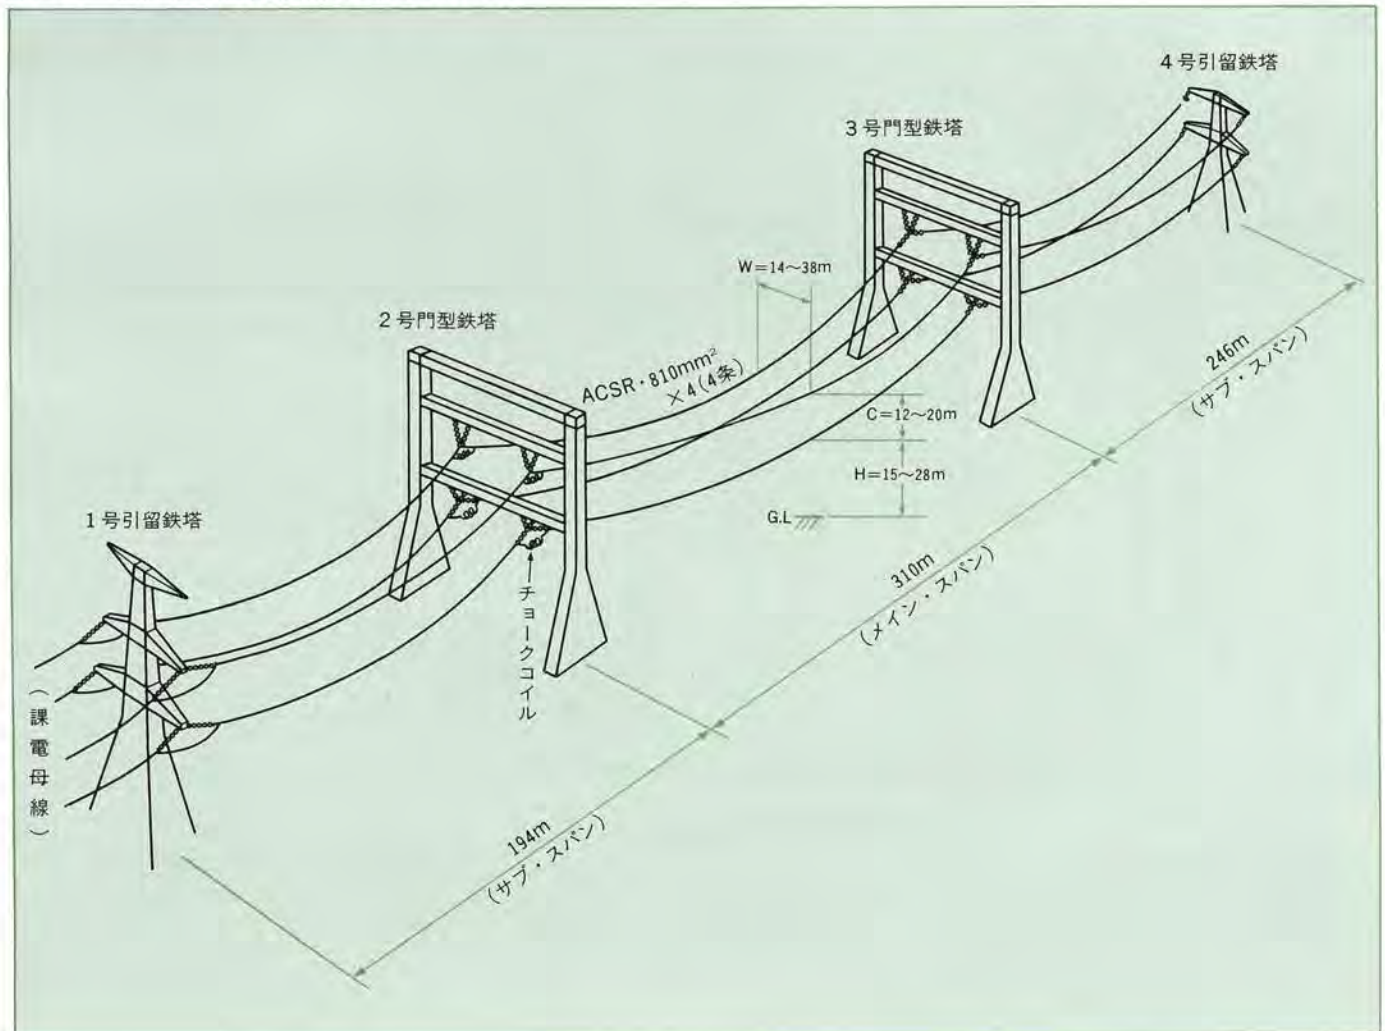 4号引留鉄塔
3号門型鉄塔
W=14~38m
2号門型鉄塔
ACSR・810mm²
×4(4条)
246m
(サブ・スパン)
C=12~20m
H=15~28m
G.L
1号引留鉄塔
310m
(メイン・スパン)
チョークコイル
(課電母線)
194m
(サブ・スパン)